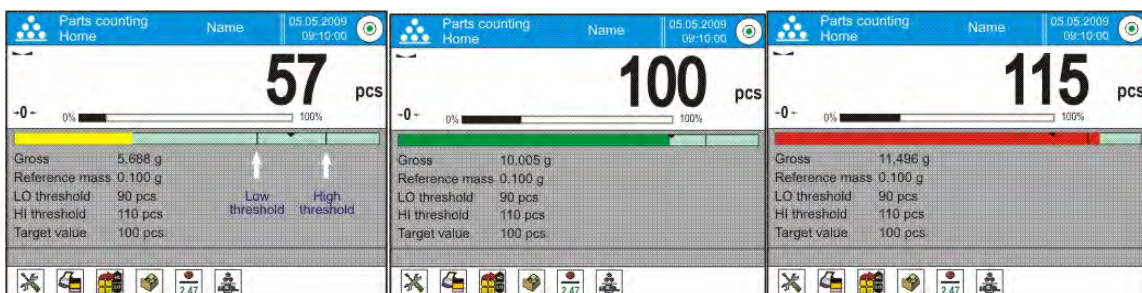 Parts counting
Home
Name
05.05.2009
09:10:00
57
pcs
→0←
0%
100%
Gross 5.688 g
Reference mass 0.100 g
LO threshold 90 pcs
HI threshold 110 pcs
Target value 100 pcs
Low
threshold
High
threshold
2.47
Parts counting
Home
Name
05.05.2009
09:10:00
100
pcs
→0←
0%
100%
Gross 10.005 g
Reference mass 0.100 g
LO threshold 90 pcs
HI threshold 110 pcs
Target value 100 pcs
2.47
Parts counting
Home
Name
05.05.2009
09:10:00
115
pcs
→0←
0%
100%
Gross 11,496 g
Reference mass 0.100 g
LO threshold 90 pcs
HI threshold 110 pcs
Target value 100 pcs
2.47